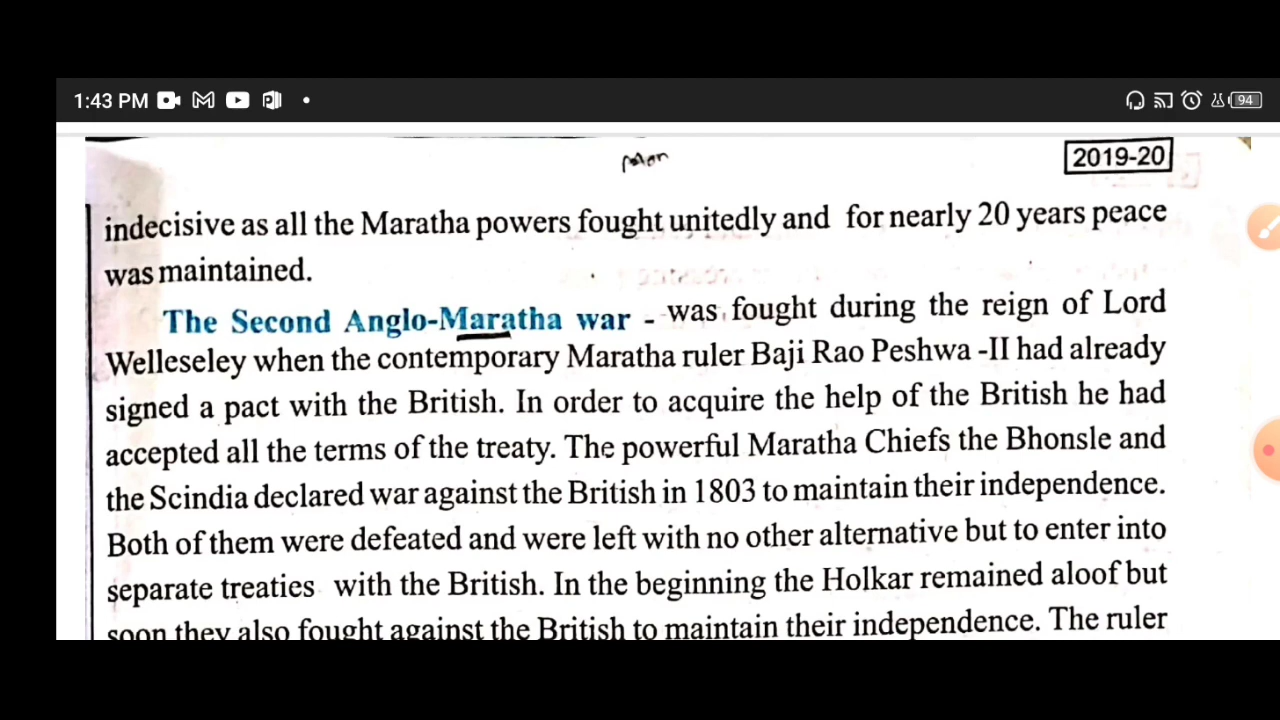 1:43 PM
94
2019-20
indecisive as all the Maratha powers fought unitedly and for nearly 20 years peace
was maintained.
The Second Anglo-Maratha war - was fought during the reign of Lord
Welleseley when the contemporary Maratha ruler Baji Rao Peshwa -II had already
signed a pact with the British. In order to acquire the help of the British he had
accepted all the terms of the treaty. The powerful Maratha Chiefs the Bhonsle and
the Scindia declared war against the British in 1803 to maintain their independence.
Both of them were defeated and were left with no other alternative but to enter into
separate treaties with the British. In the beginning the Holkar remained aloof but
soon they also fought against the British to maintain their independence. The ruler